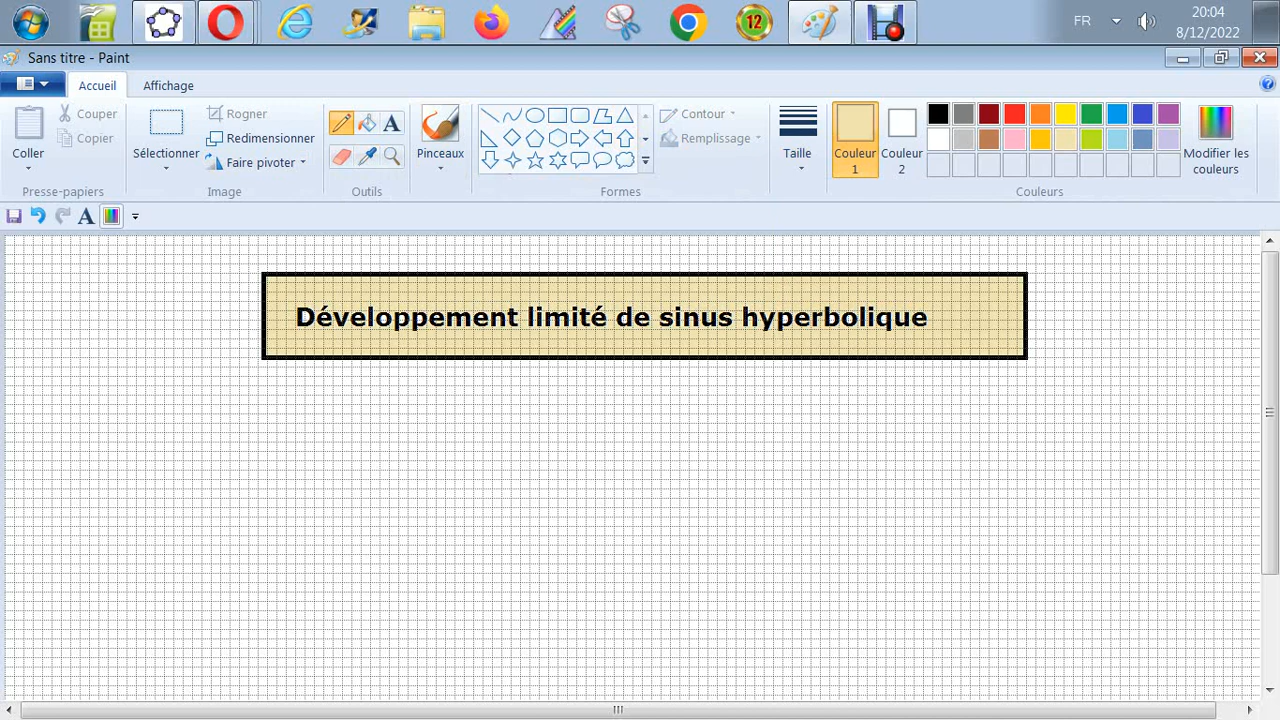 FR
20:04
8/12/2022
12
Sans titre - Paint
Accueil
Affichage
Coller
Couper
Copier
Presse-papiers
Sélectionner
Rogner
Redimensionner
Faire pivoter
Image
A
Outils
Pinceaux
Contour
Remplissage
Formes
Taille
Couleur 1
Couleur 2
Modifier les couleurs
Couleurs
A
Développement limité de sinus hyperbolique